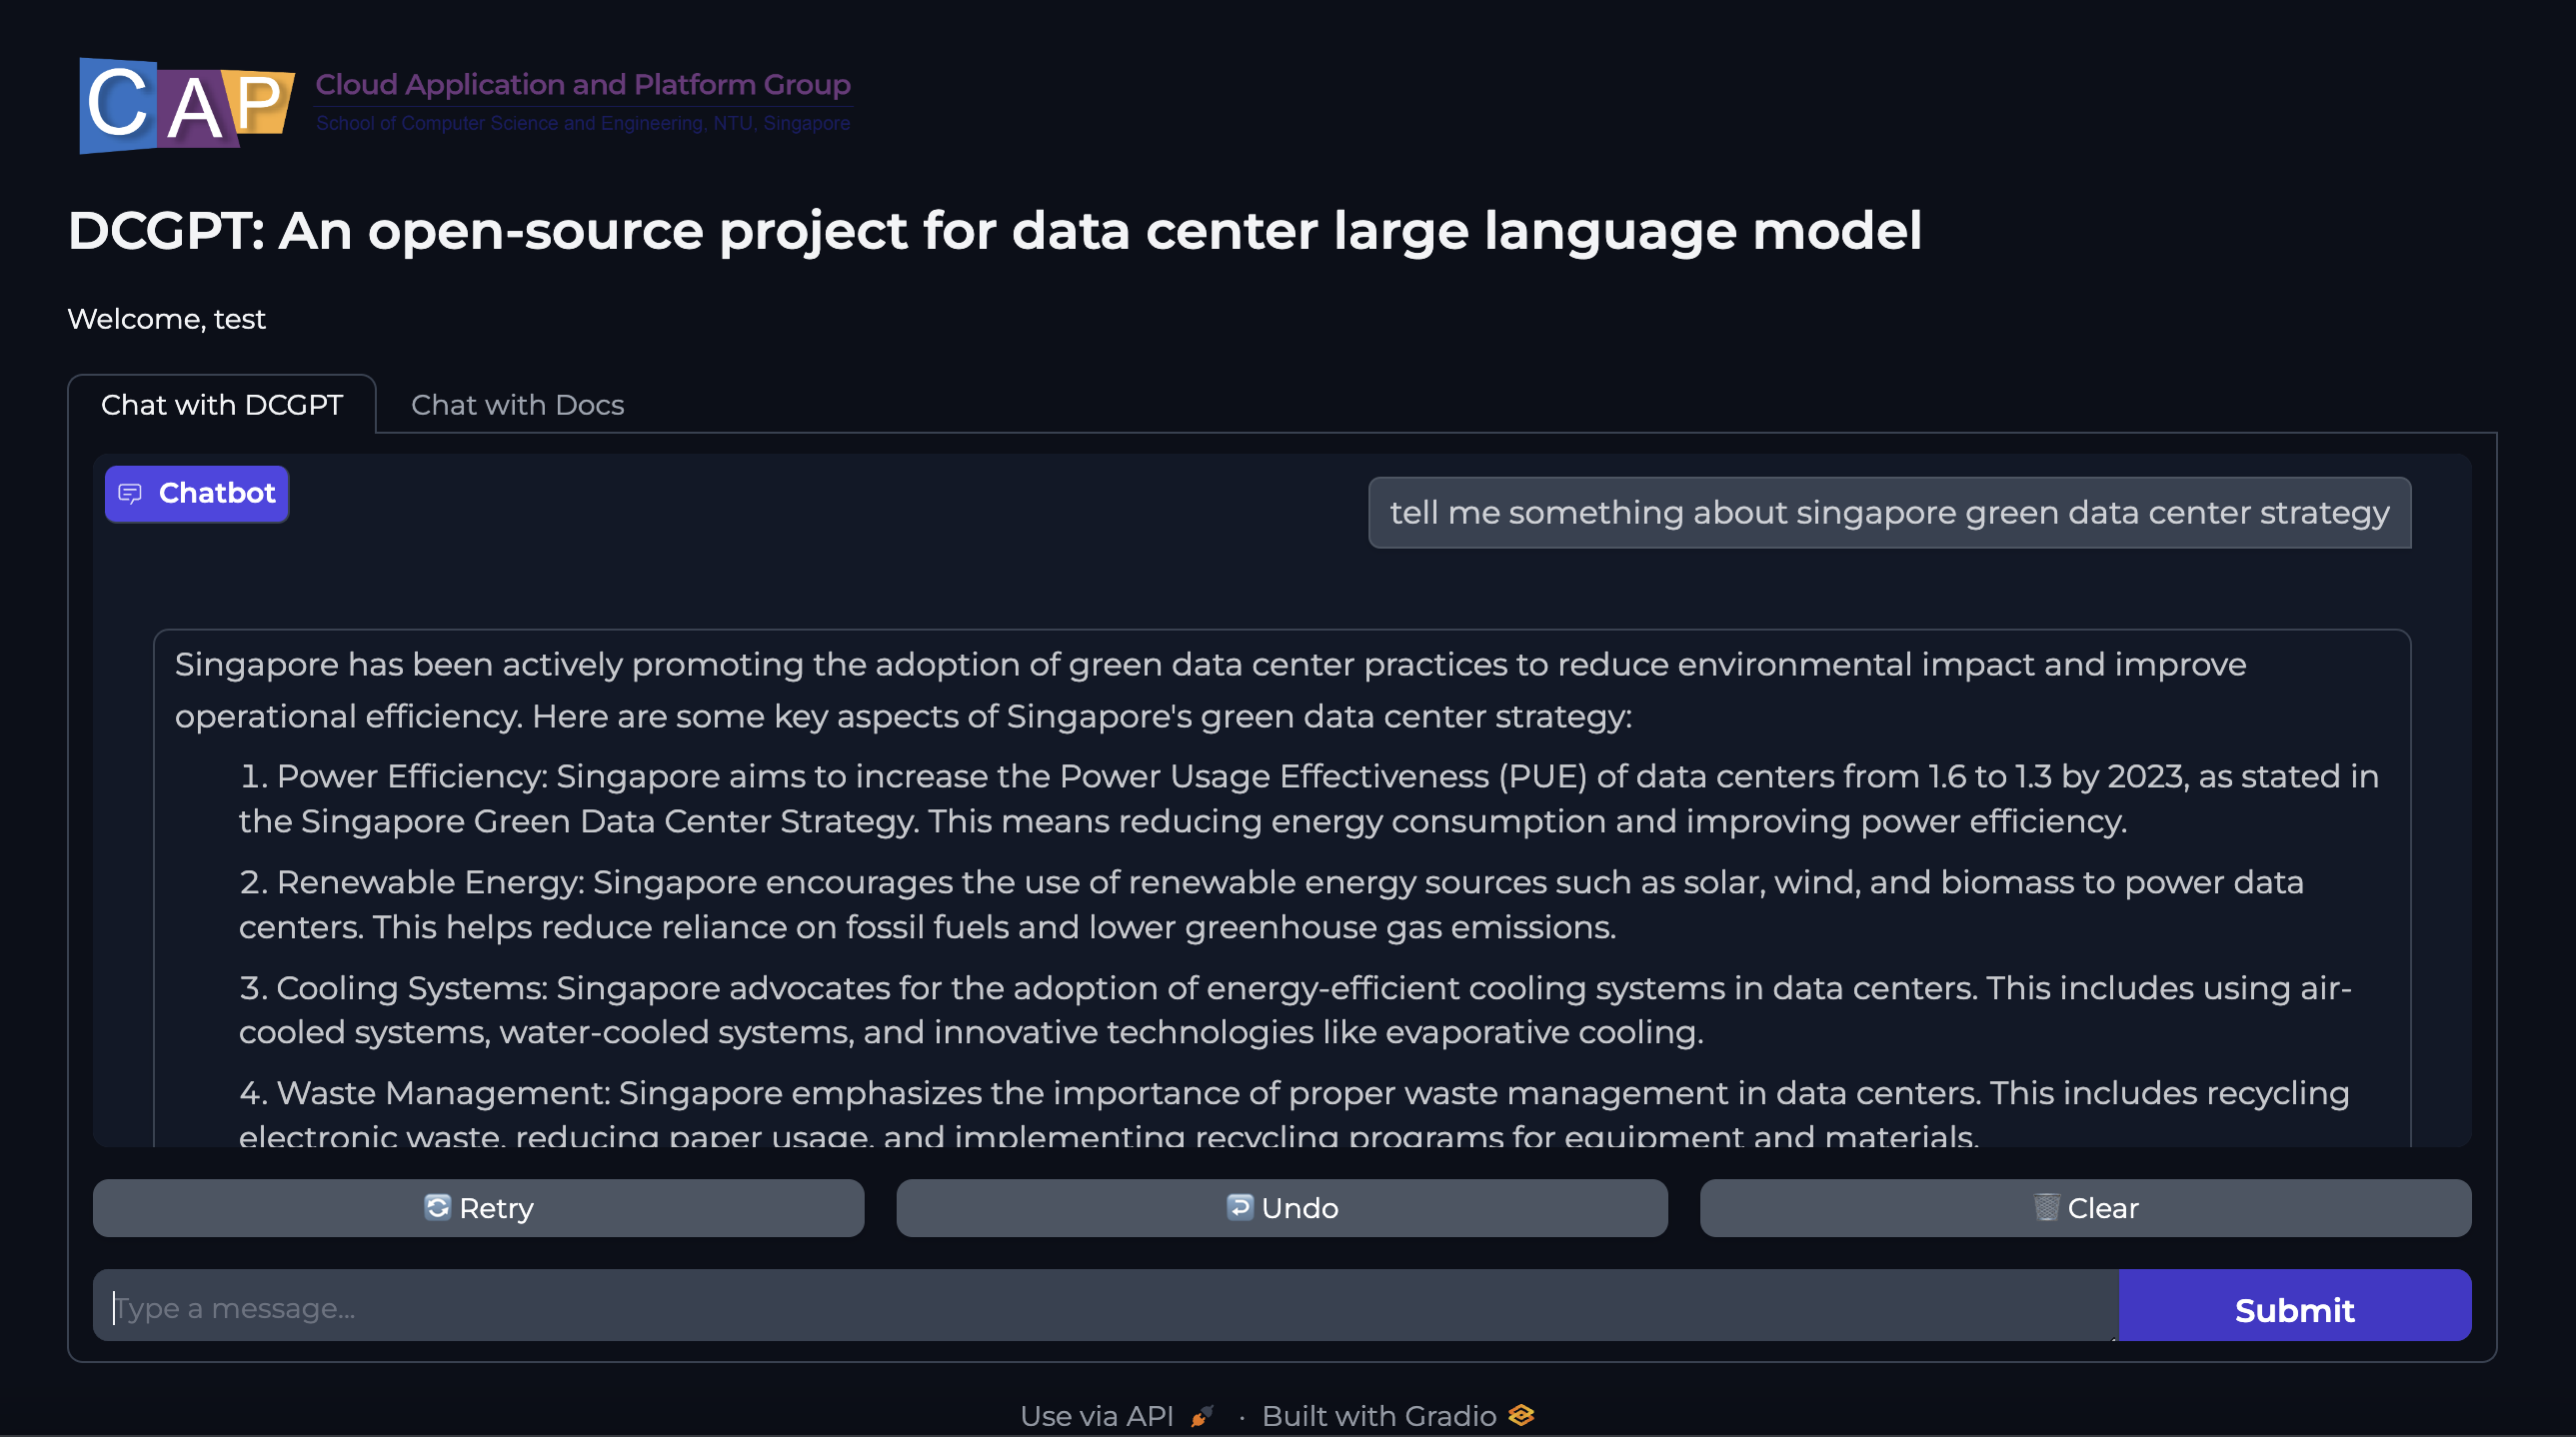 CAP
Cloud Application and Platform Group
School of Computer Science and Engineering, NTU, Singapore
DCGPT: An open-source project for data center large language model
Welcome, test
Chat with DCGPT
Chat with Docs
Chatbot
tell me something about singapore green data center strategy
Singapore has been actively promoting the adoption of green data center practices to reduce environmental impact and improve
operational efficiency. Here are some key aspects of Singapore's green data center strategy:
1. Power Efficiency: Singapore aims to increase the Power Usage Effectiveness (PUE) of data centers from 1.6 to 1.3 by 2023, as stated in
the Singapore Green Data Center Strategy. This means reducing energy consumption and improving power efficiency.
2. Renewable Energy: Singapore encourages the use of renewable energy sources such as solar, wind, and biomass to power data
centers. This helps reduce reliance on fossil fuels and lower greenhouse gas emissions.
3. Cooling Systems: Singapore advocates for the adoption of energy-efficient cooling systems in data centers. This includes using air-
cooled systems, water-cooled systems, and innovative technologies like evaporative cooling.
4. Waste Management: Singapore emphasizes the importance of proper waste management in data centers. This includes recycling
electronic waste, reducing paper usage, and implementing recycling programs for equipment and materials.
Retry
Undo
Clear
Type a message...
Submit
Use via API · Built with Gradio